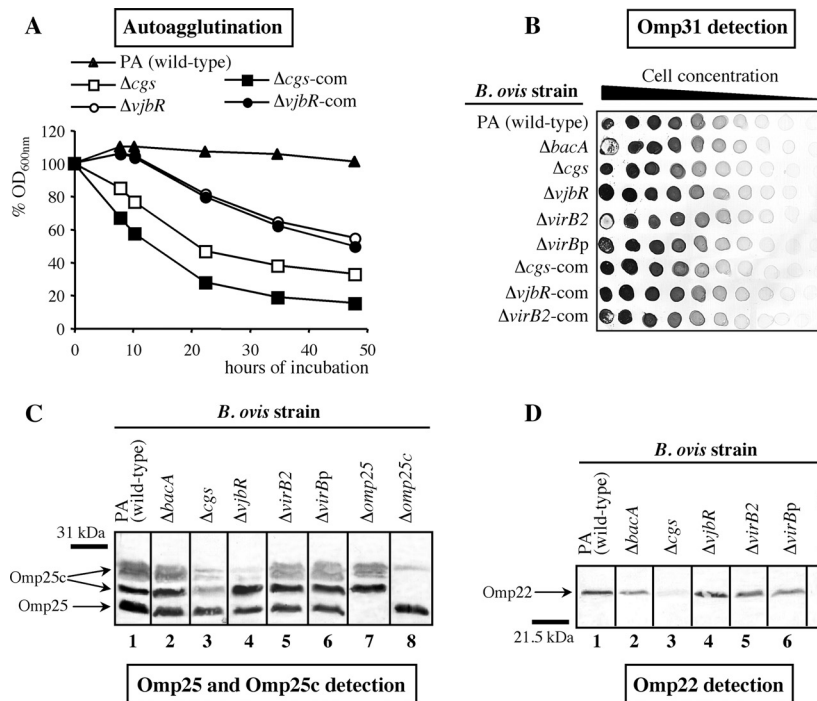 A
Autoagglutination
PA (wild-type)
Δcgs
Δcgs-com
ΔvjbR
ΔvjbR-com
% OD600nm
120
100
80
60
40
20
0
0 10 20 30 40 50
hours of incubation
B
Omp31 detection
Cell concentration
B. ovis strain
PA (wild-type)
ΔbacA
Δcgs
ΔvjbR
ΔvirB2
ΔvirBp
Δcgs-com
ΔvjbR-com
ΔvirB2-com
C
B. ovis strain
PA (wild-type)
ΔbacA
Δcgs
ΔvjbR
ΔvirB2
ΔvirBp
Δomp25
Δomp25c
31 kDa
Omp25c
Omp25
1 2 3 4 5 6 7 8
Omp25 and Omp25c detection
D
B. ovis strain
PA (wild-type)
ΔbacA
Δcgs
ΔvjbR
ΔvirB2
ΔvirBp
Omp22
21.5 kDa
1 2 3 4 5 6
Omp22 detection